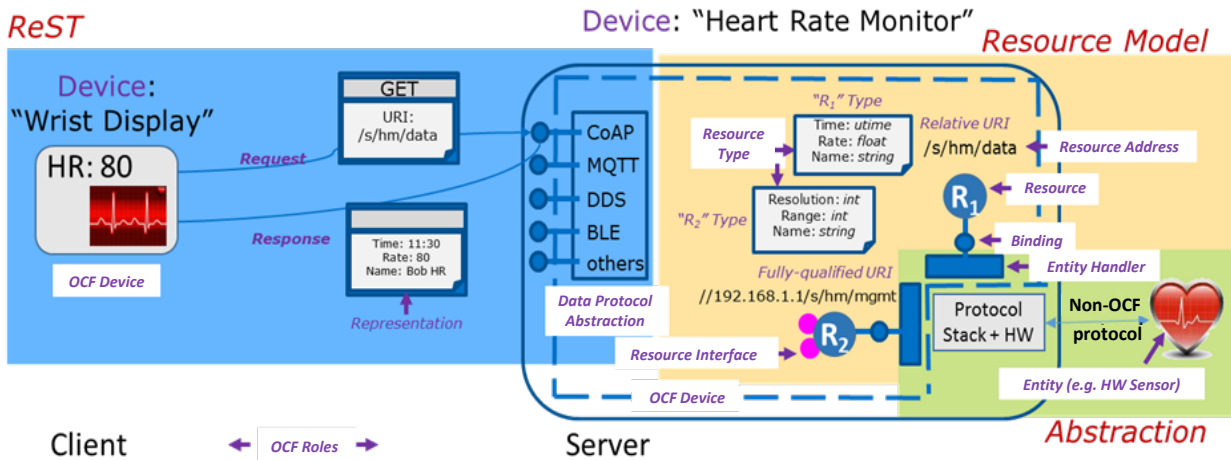 ReST
Device: “Heart Rate Monitor”
Resource Model
Device:
“Wrist Display”
HR: 80
OCF Device
Request
Response
GET
URI:
/s/hm/data
Time: 11:30
Rate: 80
Name: Bob HR
Representation
CoAP
MQTT
DDS
BLE
others
Data Protocol
Abstraction
“R1” Type
Time: utime
Rate: float
Name: string
Resource
Type
Relative URI
/s/hm/data
Resource Address
“R2” Type
Resolution: int
Range: int
Name: string
R1
Resource
Binding
Entity Handler
Fully-qualified URI
//192.168.1.1/s/hm/mgmt
R2
Resource Interface
Protocol
Stack + HW
Non-OCF
protocol
Entity (e.g. HW Sensor)
OCF Device
Abstraction
Client
OCF Roles
Server